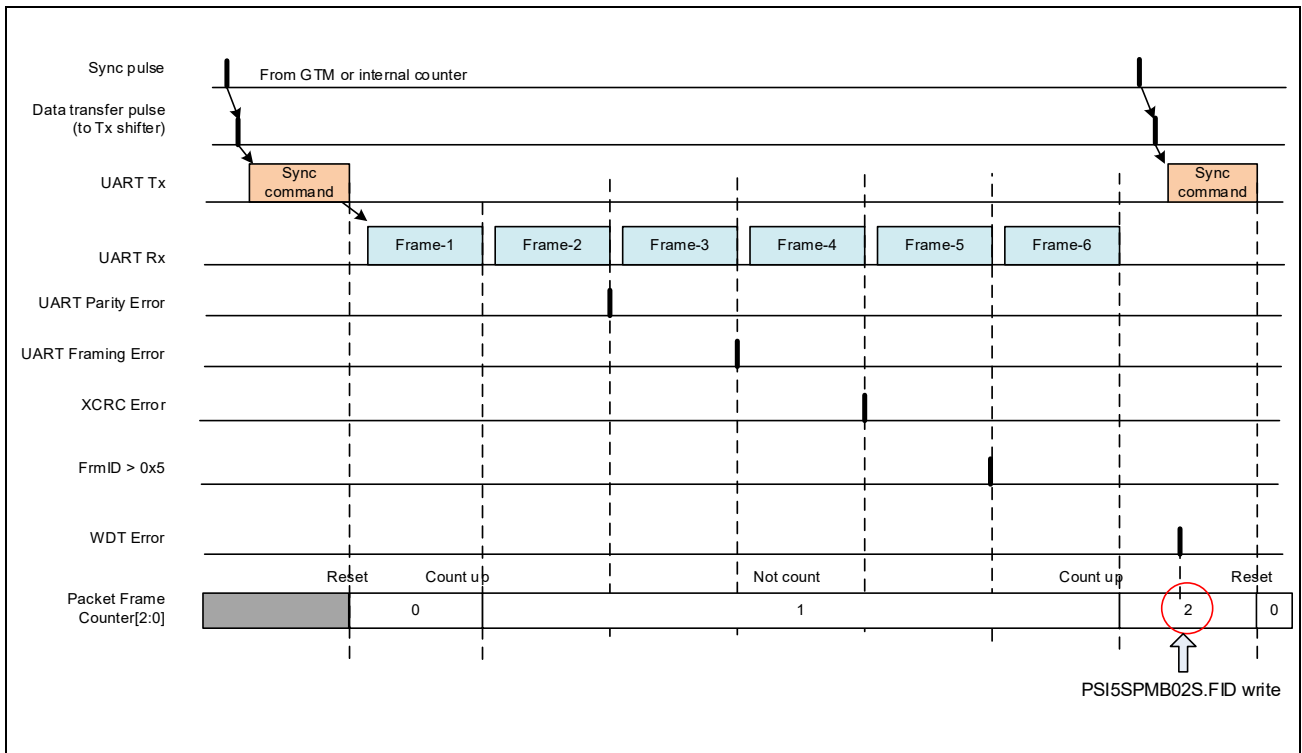 Sync pulse
From GTM or internal counter
Data transfer pulse
(to Tx shifter)
UART Tx
Sync
command
Sync
command
UART Rx
Frame-1
Frame-2
Frame-3
Frame-4
Frame-5
Frame-6
UART Parity Error
UART Framing Error
XCRC Error
FrmID > 0x5
WDT Error
Reset
Count up
Not count
Count up
Reset
Packet Frame
Counter[2:0]
0
1
2
0
PSI5SPMB02S.FID write